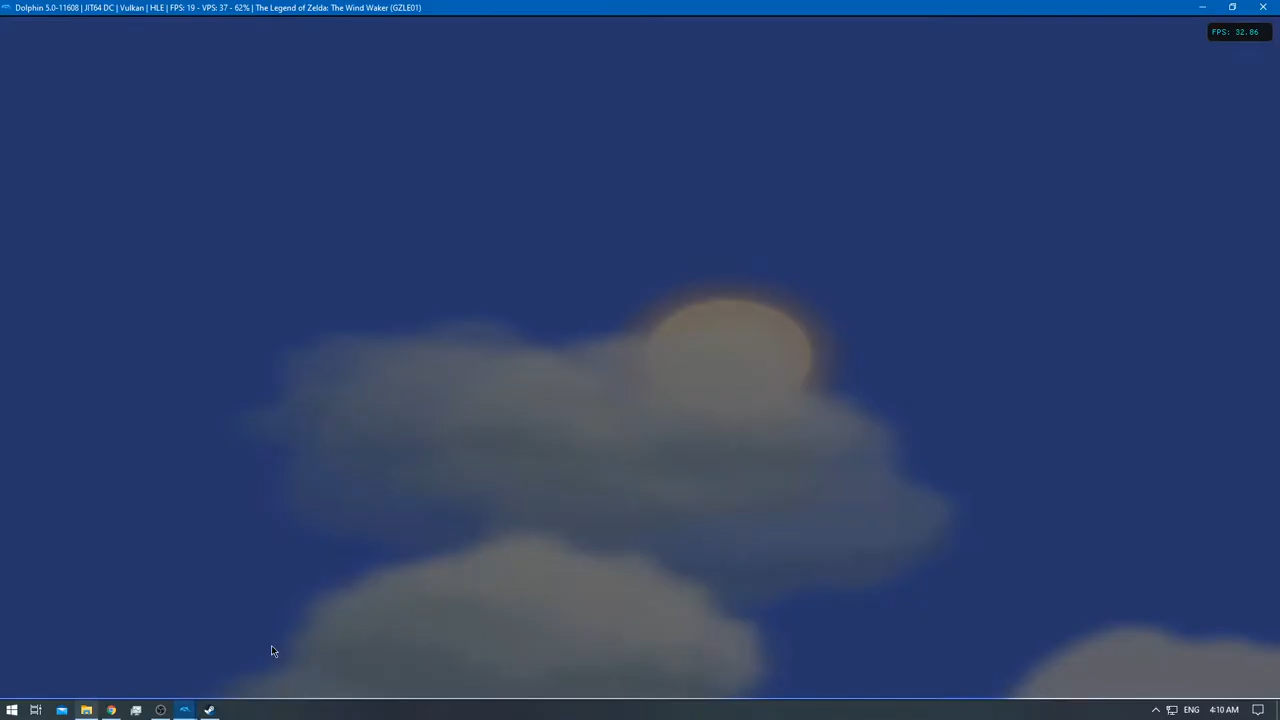 Dolphin 5.0-11608 | JIT64 DC | Vulkan | HLE | FPS: 19 - VPS: 37 - 62% | The Legend of Zelda: The Wind Waker (GZLE01)
FPS: 32.86
ENG
4:10 AM